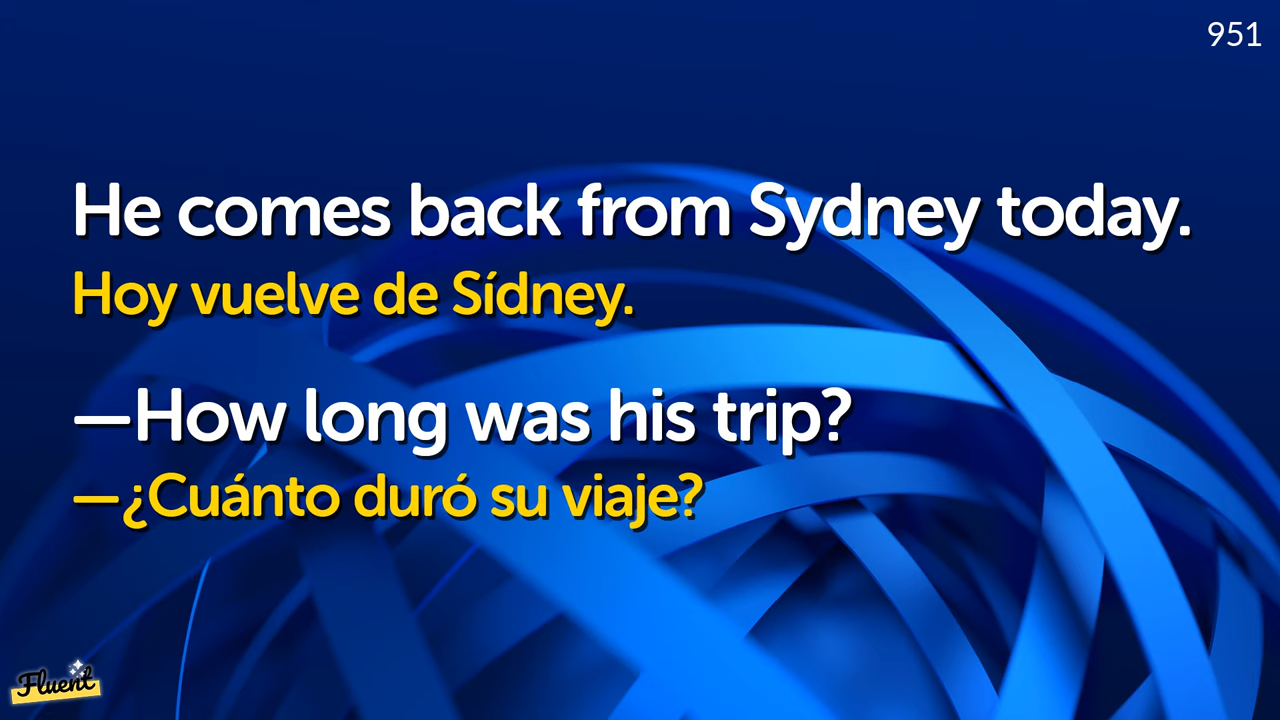 951
He comes back from Sydney today.
Hoy vuelve de Sídney.
—How long was his trip?
—¿Cuánto duró su viaje?
Fluent